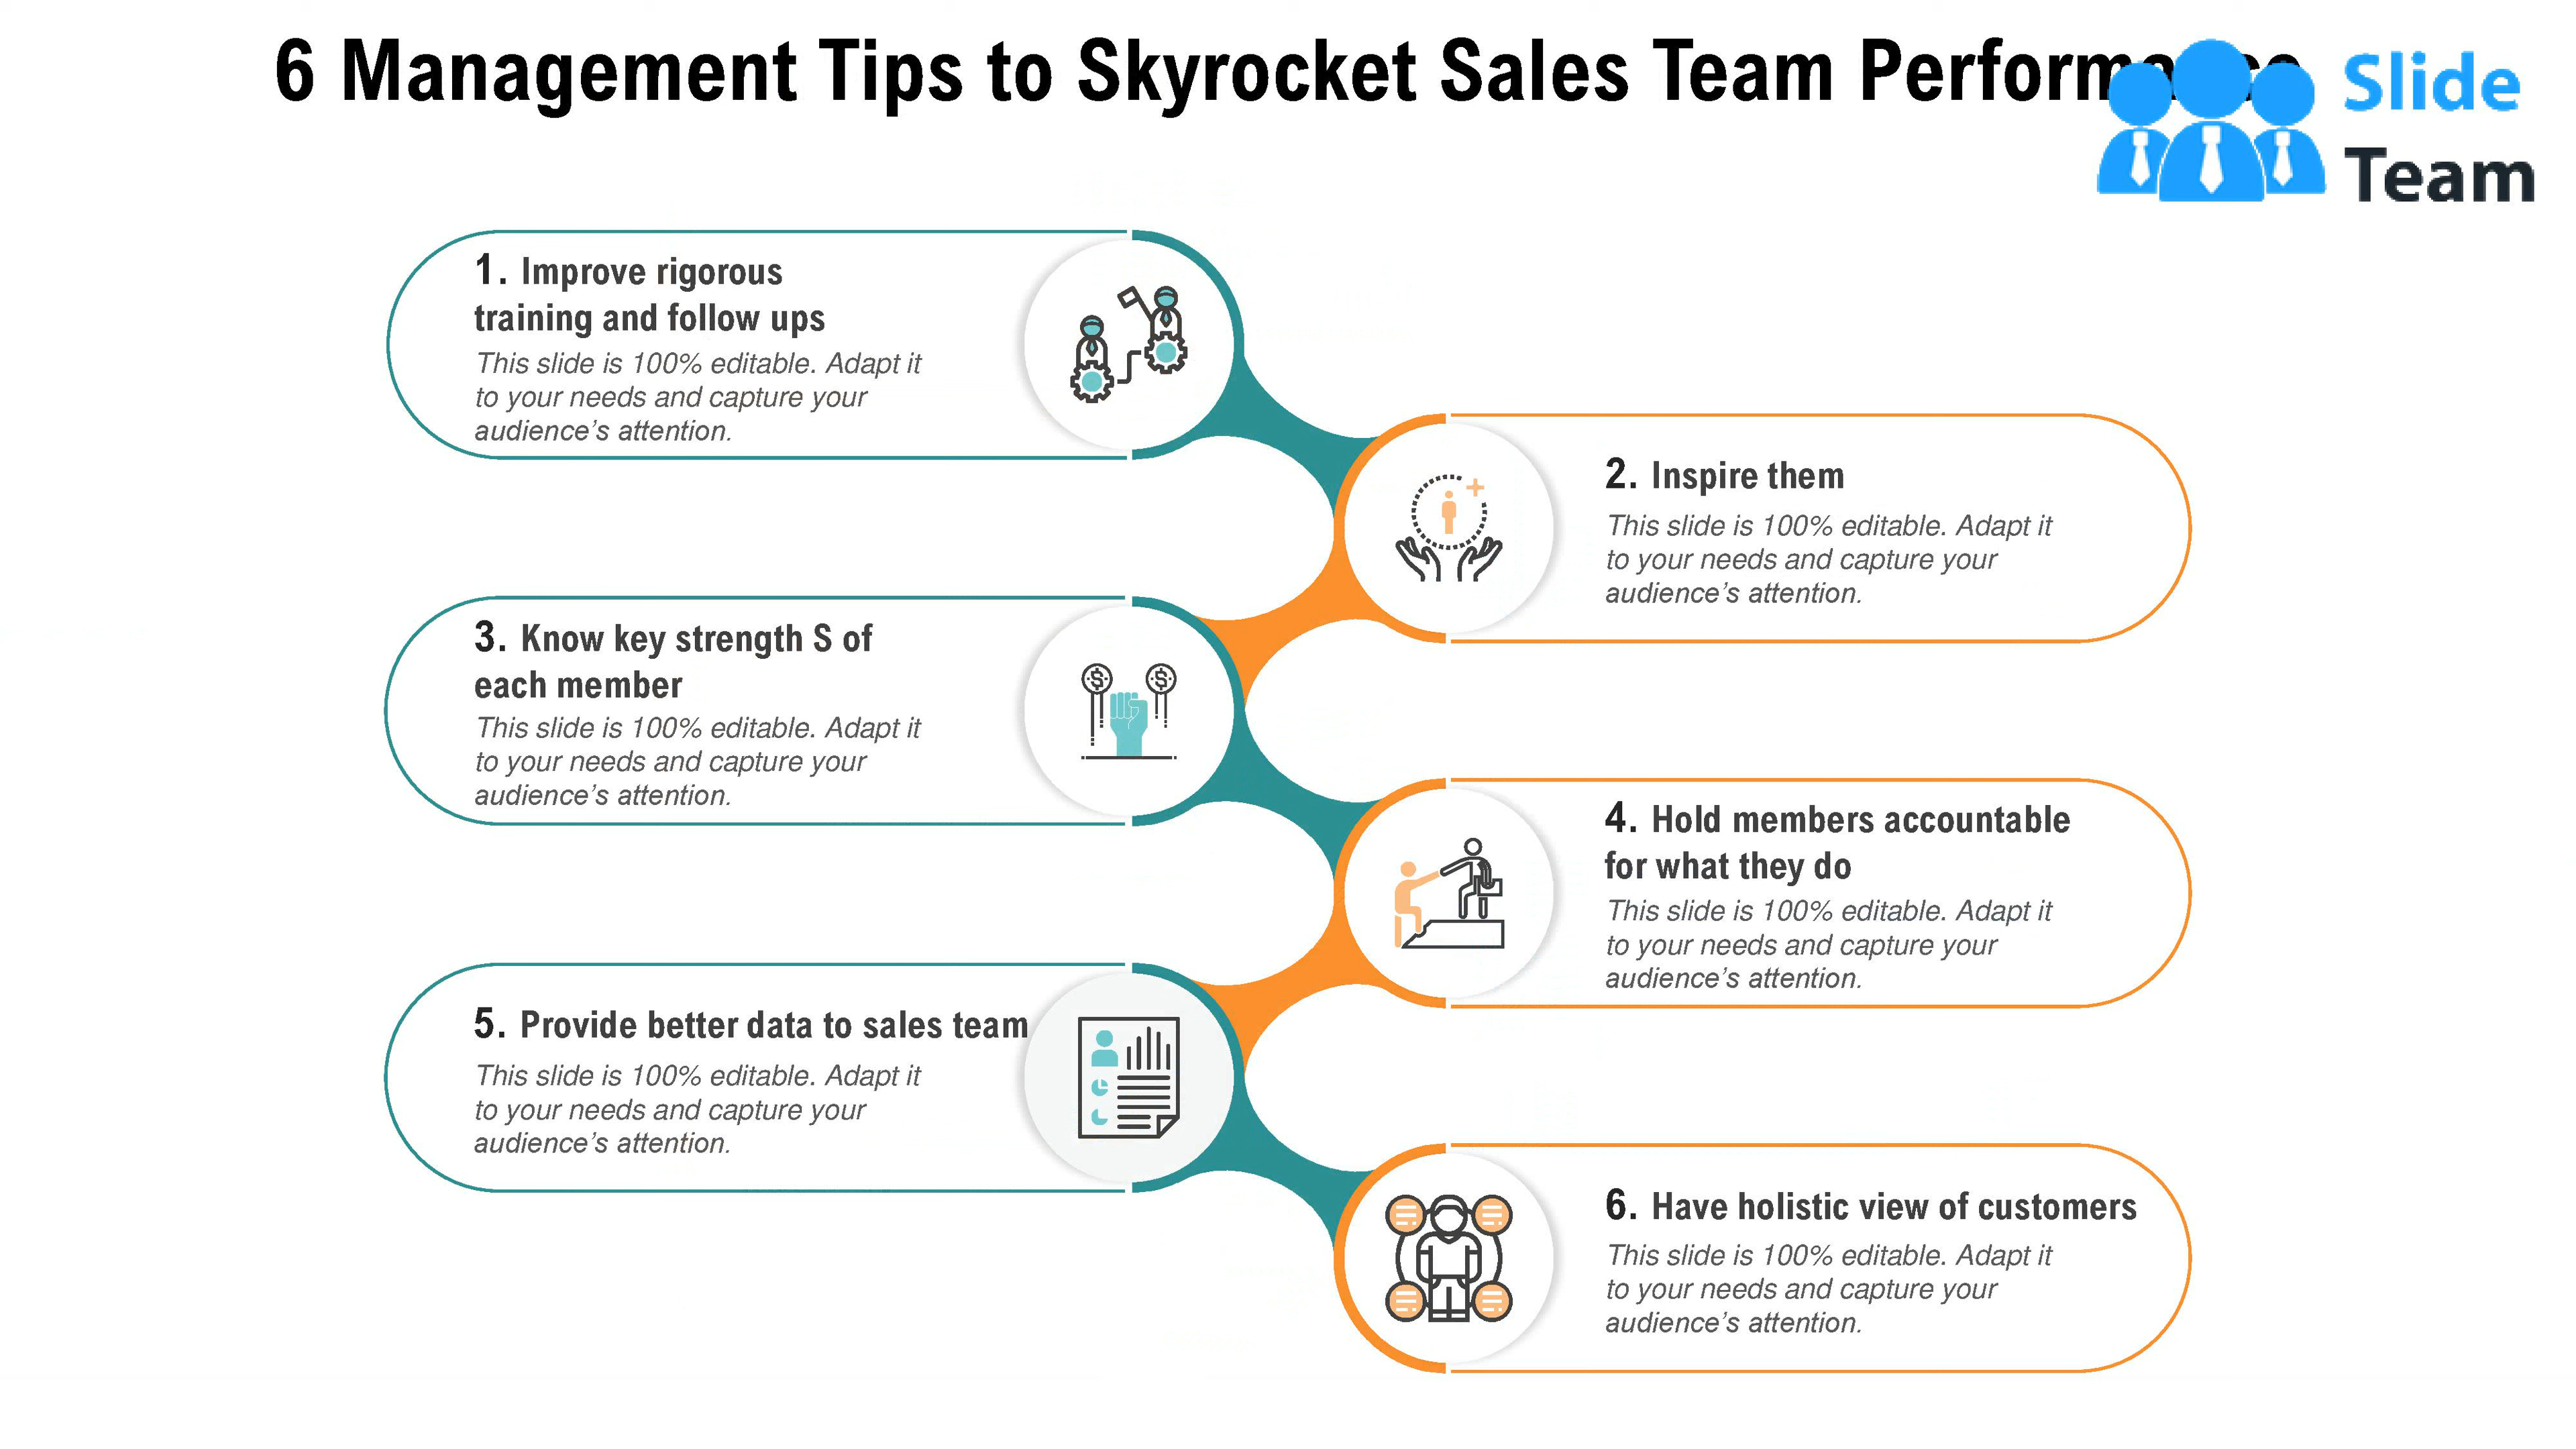 6 Management Tips to Skyrocket Sales Team
Slide
Team
1. Improve rigorous
training and follow ups
This slide is 100% editable. Adapt it
to your needs and capture your
audience's attention.
2. Inspire them
This slide is 100% editable. Adapt it
to your needs and capture your
audience's attention.
3. Know key strength S of
each member
This slide is 100% editable. Adapt it
to your needs and capture your
audience's attention.
4. Hold members accountable
for what they do
This slide is 100% editable. Adapt it
to your needs and capture your
audience's attention.
5. Provide better data to sales team
This slide is 100% editable. Adapt it
to your needs and capture your
audience's attention.
6. Have holistic view of customers
This slide is 100% editable. Adapt it
to your needs and capture your
audience's attention.